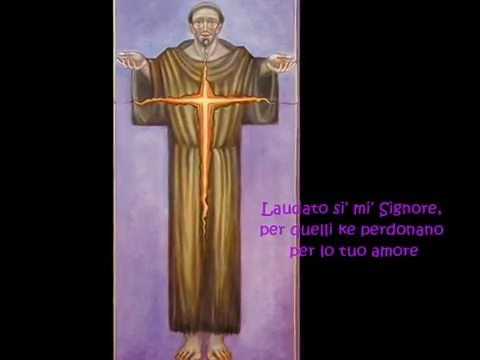 Laudato si' mi' Signore,
per quelli ke perdonano
per lo tuo amore